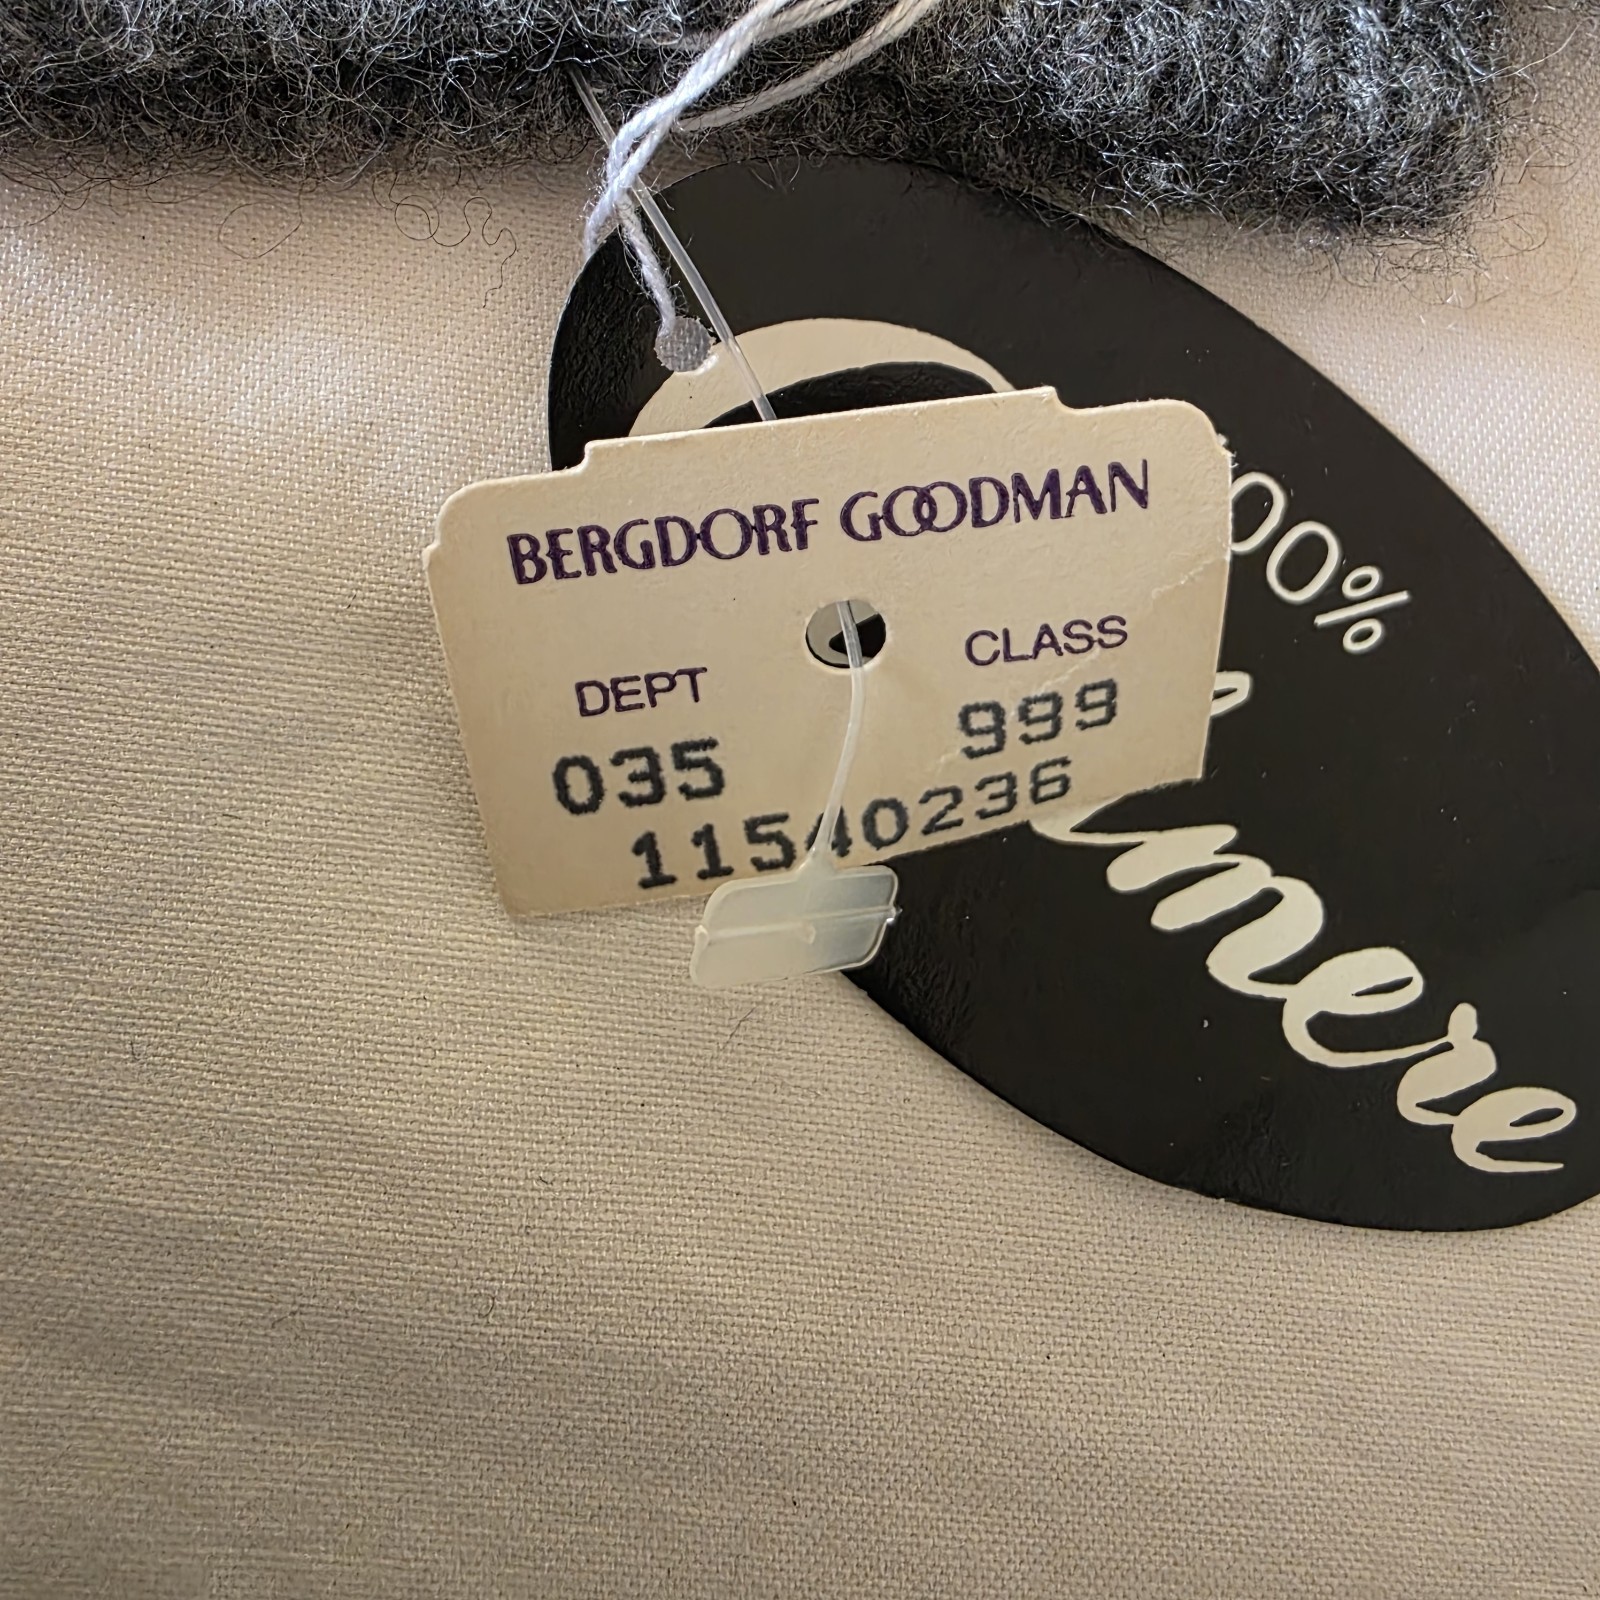 BERGDORF GOODMAN
DEPT CLASS
035 999
11540236
00%
mere